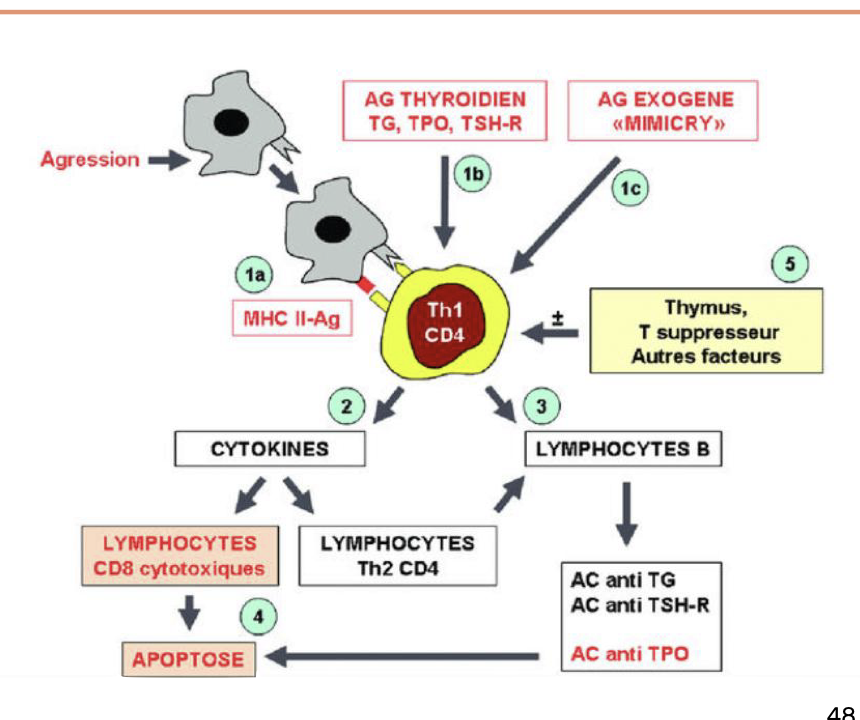 AG THYROIDIEN
TG, TPO, TSH-R
AG EXOGENE
«MIMICRY»
Agression
1b
1c
1a
5
MHC II-Ag
Th1
CD4
±
Thymus,
T suppresseur
Autres facteurs
2
3
CYTOKINES
LYMPHOCYTES B
LYMPHOCYTES
CD8 cytotoxiques
LYMPHOCYTES
Th2 CD4
AC anti TG
AC anti TSH-R
AC anti TPO
4
APOPTOSE
48